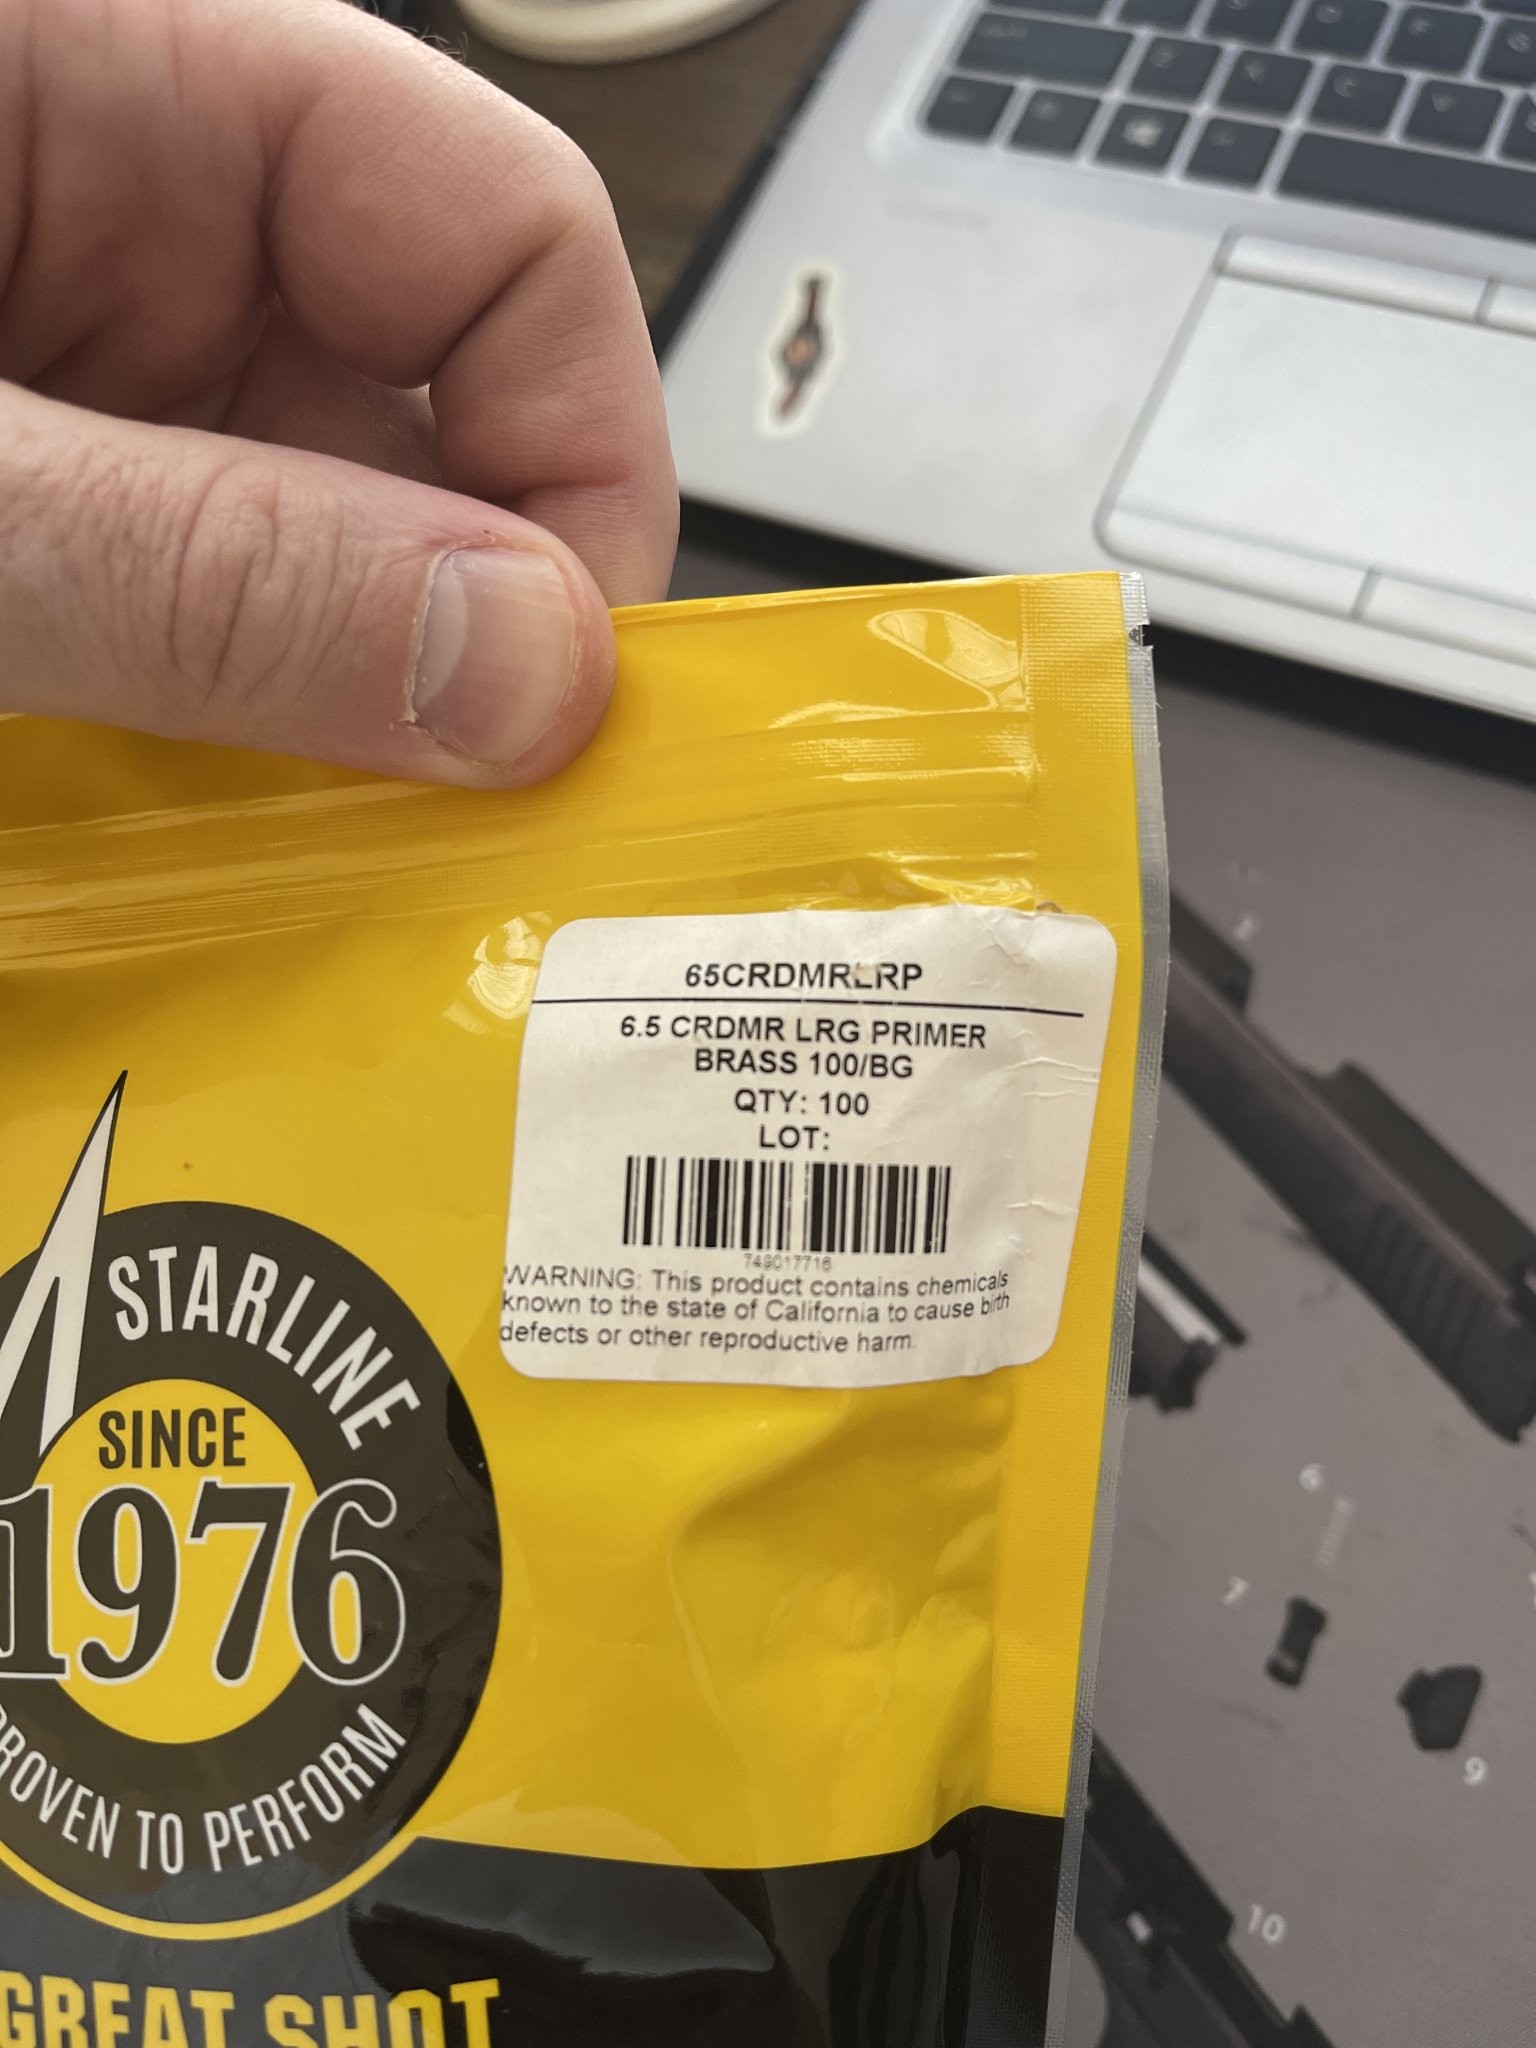 65CRDMRLRP
6.5 CRDMR LRG PRIMER
BRASS 100/BG
QTY: 100
LOT:
749017716
WARNING: This product contains chemicals
known to the state of California to cause birth
defects or other reproductive harm.
STARLINE
SINCE
1976
PROVEN TO PERFORM
GREAT SHOT
6
7
9
10